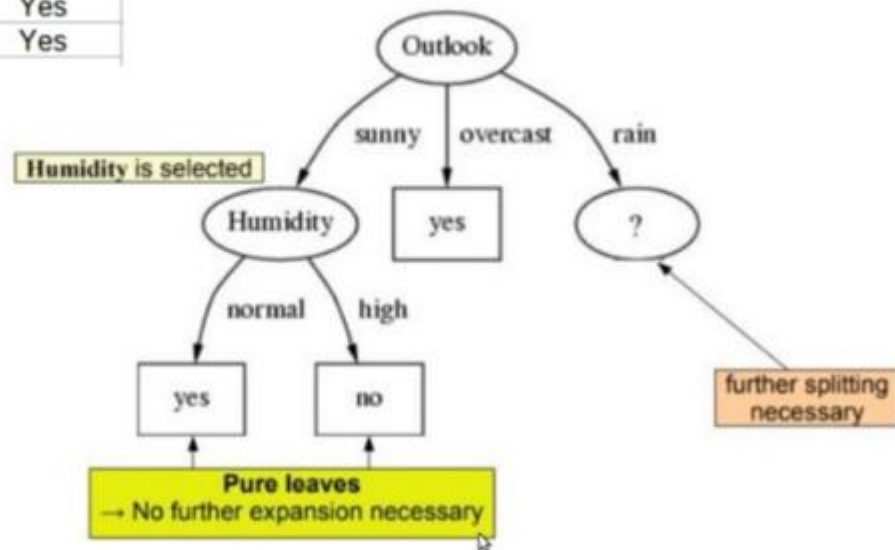 Yes
Yes
Outlook
sunny
overcast
rain
Humidity is selected
Humidity
yes
?
normal
high
yes
no
further splitting
necessary
Pure leaves
→ No further expansion necessary